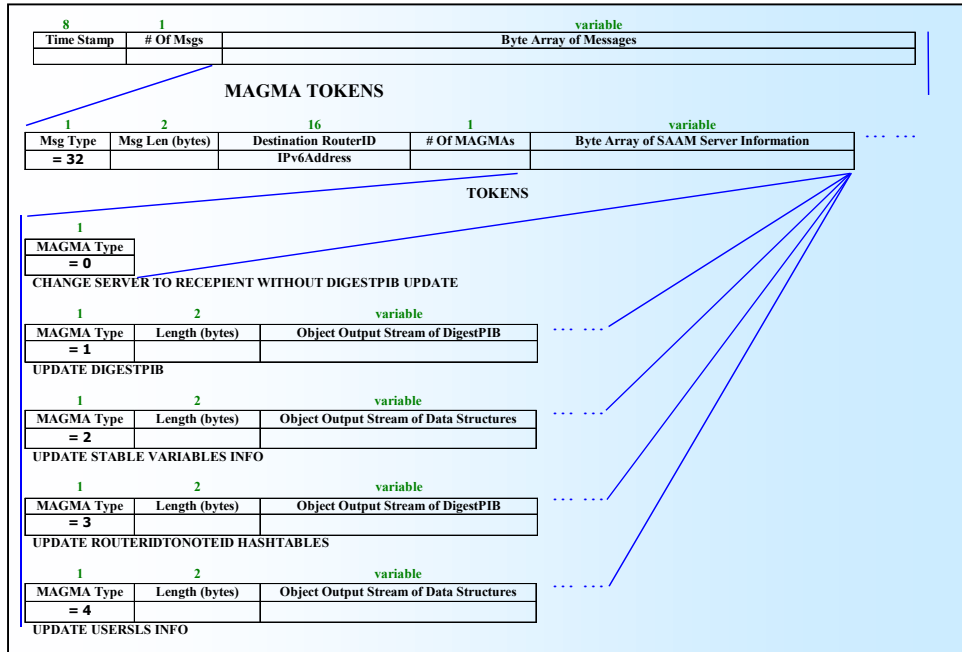 8 1 variable
Time Stamp # Of Msgs Byte Array of Messages
MAGMA TOKENS
1 2 16 1 variable
Msg Type Msg Len (bytes) Destination RouterID # Of MAGMAs Byte Array of SAAM Server Information ... ...
= 32 IPv6Address
TOKENS
1
MAGMA Type
= 0
CHANGE SERVER TO RECEPIENT WITHOUT DIGESTPIB UPDATE
1 2 variable
MAGMA Type Length (bytes) Object Output Stream of DigestPIB ... ...
= 1
UPDATE DIGESTPIB
1 2 variable
MAGMA Type Length (bytes) Object Output Stream of Data Structures ... ...
= 2
UPDATE STABLE VARIABLES INFO
1 2 variable
MAGMA Type Length (bytes) Object Output Stream of DigestPIB ... ...
= 3
UPDATE ROUTERIDTONOTEID HASHTABLES
1 2 variable
MAGMA Type Length (bytes) Object Output Stream of Data Structures ... ...
= 4
UPDATE USERSLS INFO